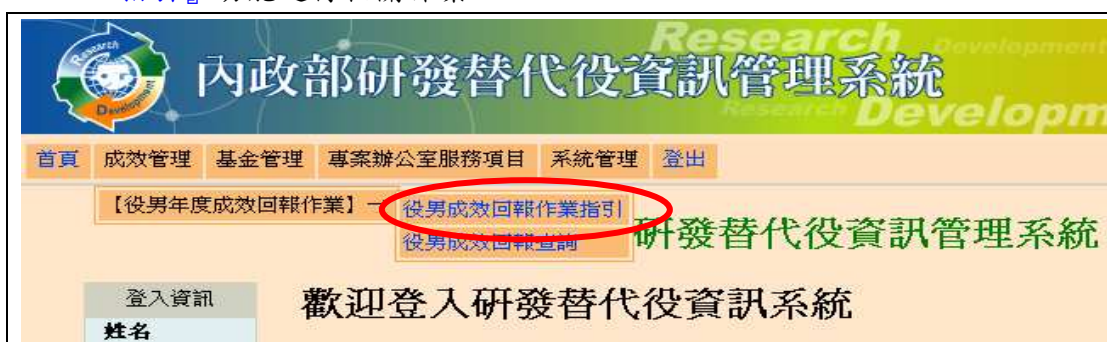 Research Development
內政部研發替代役資訊管理系統
Research Developm
首頁 成效管理 基金管理 專案辦公室服務項目 系統管理 登出
【役男年度成效回報作業】 役男成效回報作業指引
役男成效回報查詢
研發替代役資訊管理系統
登入資訊
歡迎登入研發替代役資訊系統
姓名